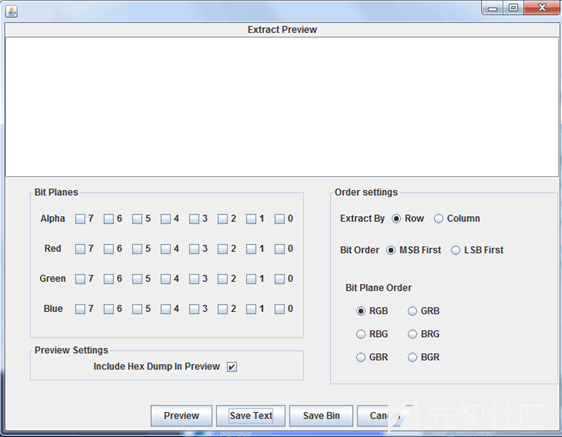 Extract Preview
Bit Planes
Alpha 7 6 5 4 3 2 1 0
Red 7 6 5 4 3 2 1 0
Green 7 6 5 4 3 2 1 0
Blue 7 6 5 4 3 2 1 0
Preview Settings
Include Hex Dump In Preview
Order settings
Extract By Row Column
Bit Order MSB First LSB First
Bit Plane Order
RGB GRB
RBG BRG
GBR BGR
Preview Save Text Save Bin
先知社区